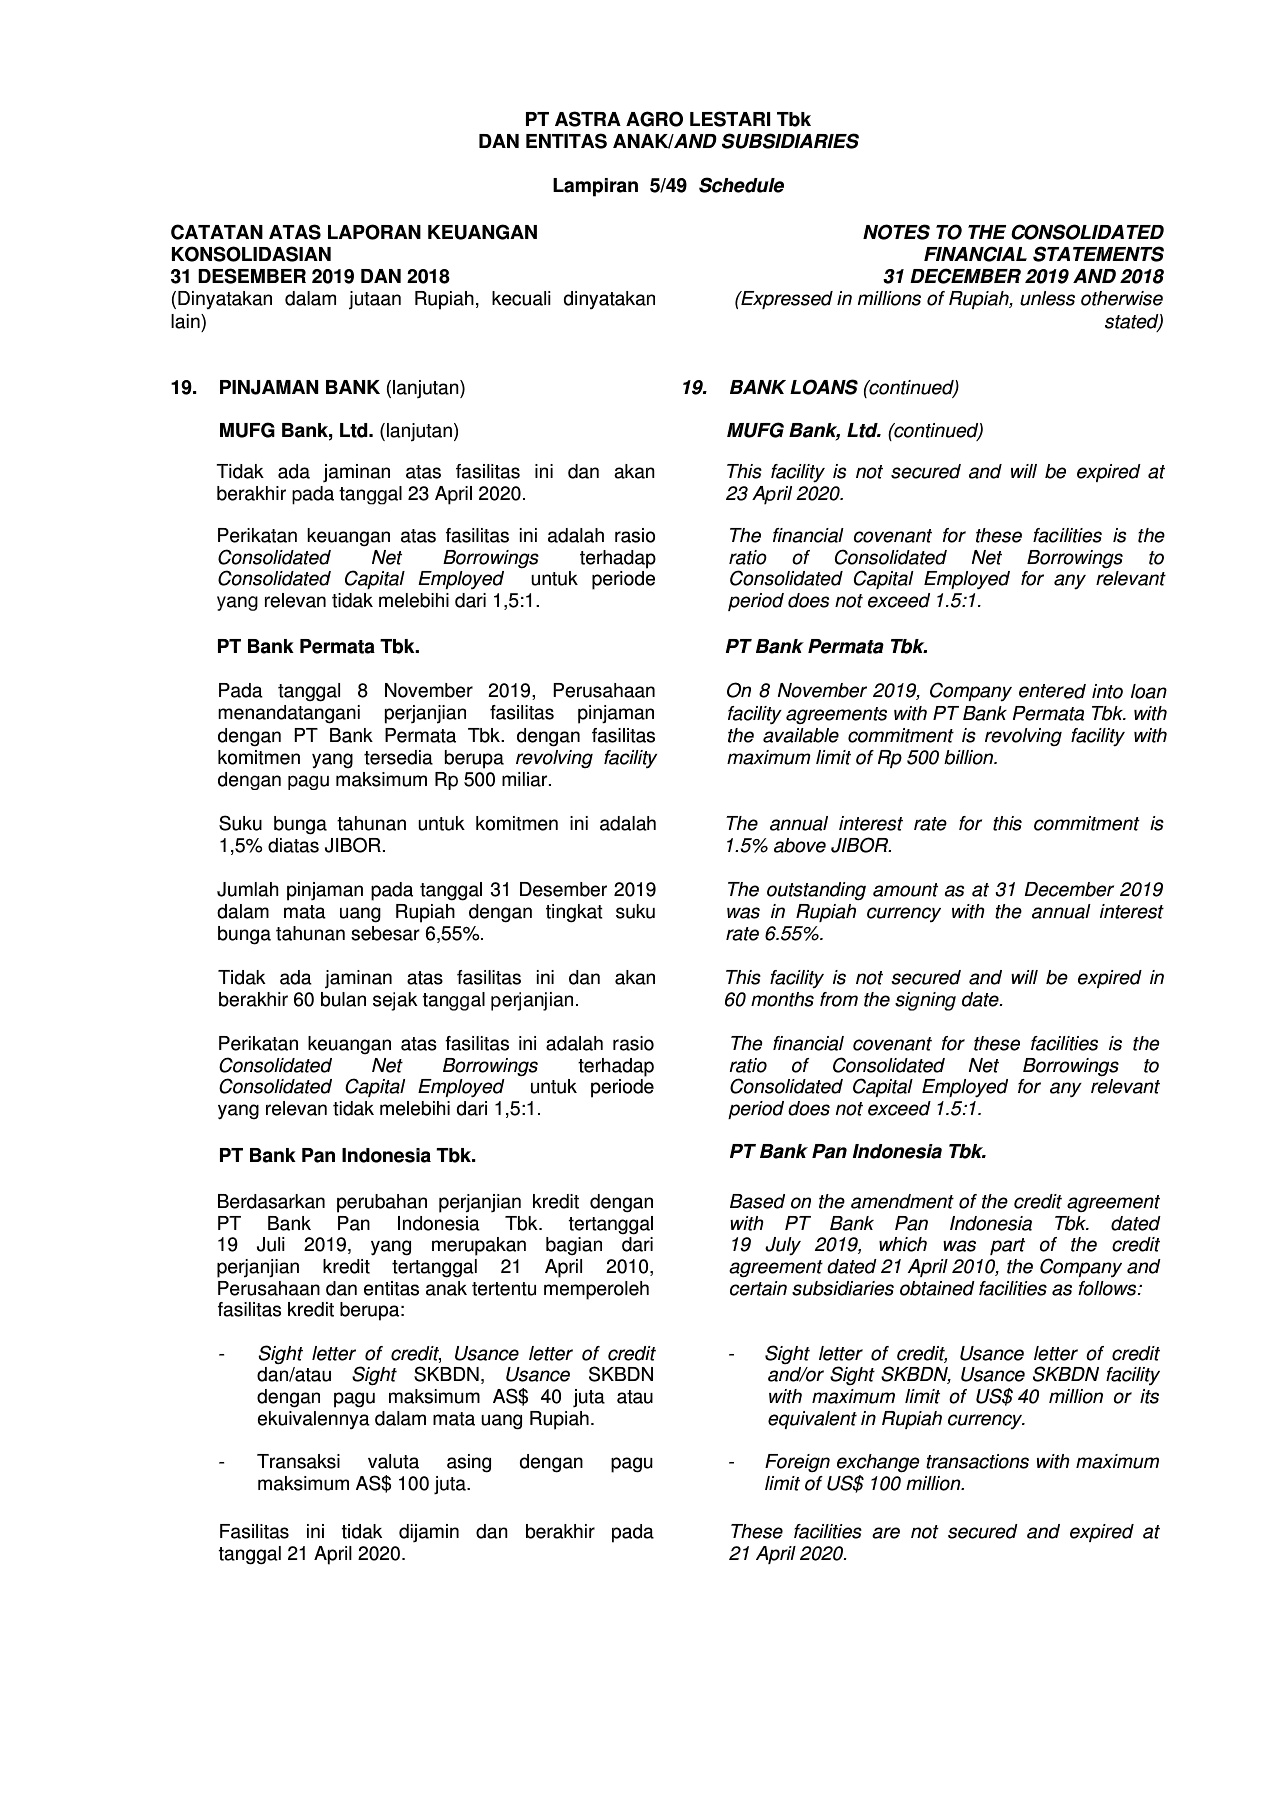 PT ASTRA AGRO LESTARI Tbk
DAN ENTITAS ANAK/AND SUBSIDIARIES
Lampiran 5/49 Schedule
CATATAN ATAS LAPORAN KEUANGAN
KONSOLIDASIAN
31 DESEMBER 2019 DAN 2018
(Dinyatakan dalam jutaan Rupiah, kecuali dinyatakan
lain)
NOTES TO THE CONSOLIDATED
FINANCIAL STATEMENTS
31 DECEMBER 2019 AND 2018
(Expressed in millions of Rupiah, unless otherwise
stated)
19. PINJAMAN BANK (lanjutan)
MUFG Bank, Ltd. (lanjutan)
Tidak ada jaminan atas fasilitas ini dan akan
berakhir pada tanggal 23 April 2020.
Perikatan keuangan atas fasilitas ini adalah rasio
Consolidated Net Borrowings terhadap
Consolidated Capital Employed untuk periode
yang relevan tidak melebihi dari 1,5:1.
PT Bank Permata Tbk.
Pada tanggal 8 November 2019, Perusahaan
menandatangani perjanjian fasilitas pinjaman
dengan PT Bank Permata Tbk. dengan fasilitas
komitmen yang tersedia berupa revolving facility
dengan pagu maksimum Rp 500 miliar.
Suku bunga tahunan untuk komitmen ini adalah
1,5% diatas JIBOR.
Jumlah pinjaman pada tanggal 31 Desember 2019
dalam mata uang Rupiah dengan tingkat suku
bunga tahunan sebesar 6,55%.
Tidak ada jaminan atas fasilitas ini dan akan
berakhir 60 bulan sejak tanggal perjanjian.
Perikatan keuangan atas fasilitas ini adalah rasio
Consolidated Net Borrowings terhadap
Consolidated Capital Employed untuk periode
yang relevan tidak melebihi dari 1,5:1.
PT Bank Pan Indonesia Tbk.
Berdasarkan perubahan perjanjian kredit dengan
PT Bank Pan Indonesia Tbk. tertanggal
19 Juli 2019, yang merupakan bagian dari
perjanjian kredit tertanggal 21 April 2010,
Perusahaan dan entitas anak tertentu memperoleh
fasilitas kredit berupa:
- Sight letter of credit, Usance letter of credit
dan/atau Sight SKBDN, Usance SKBDN
dengan pagu maksimum AS$ 40 juta atau
ekuivalennya dalam mata uang Rupiah.
- Transaksi valuta asing dengan pagu
maksimum AS$ 100 juta.
Fasilitas ini tidak dijamin dan berakhir pada
tanggal 21 April 2020.
19. BANK LOANS (continued)
MUFG Bank, Ltd. (continued)
This facility is not secured and will be expired at
23 April 2020.
The financial covenant for these facilities is the
ratio of Consolidated Net Borrowings to
Consolidated Capital Employed for any relevant
period does not exceed 1.5:1.
PT Bank Permata Tbk.
On 8 November 2019, Company entered into loan
facility agreements with PT Bank Permata Tbk. with
the available commitment is revolving facility with
maximum limit of Rp 500 billion.
The annual interest rate for this commitment is
1.5% above JIBOR.
The outstanding amount as at 31 December 2019
was in Rupiah currency with the annual interest
rate 6.55%.
This facility is not secured and will be expired in
60 months from the signing date.
The financial covenant for these facilities is the
ratio of Consolidated Net Borrowings to
Consolidated Capital Employed for any relevant
period does not exceed 1.5:1.
PT Bank Pan Indonesia Tbk.
Based on the amendment of the credit agreement
with PT Bank Pan Indonesia Tbk. dated
19 July 2019, which was part of the credit
agreement dated 21 April 2010, the Company and
certain subsidiaries obtained facilities as follows:
- Sight letter of credit, Usance letter of credit
and/or Sight SKBDN, Usance SKBDN facility
with maximum limit of US$ 40 million or its
equivalent in Rupiah currency.
- Foreign exchange transactions with maximum
limit of US$ 100 million.
These facilities are not secured and expired at
21 April 2020.